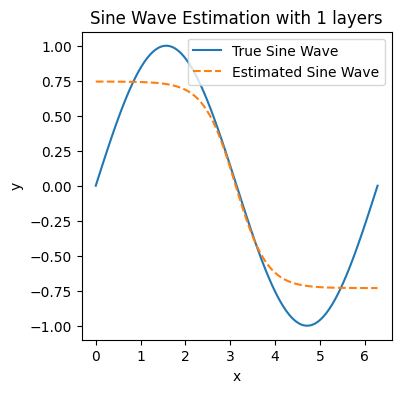 Sine Wave Estimation with 1 layers
True Sine Wave
Estimated Sine Wave
1.00
0.75
0.50
0.25
0.00
-0.25
-0.50
-0.75
-1.00
y
0 1 2 3 4 5 6
x